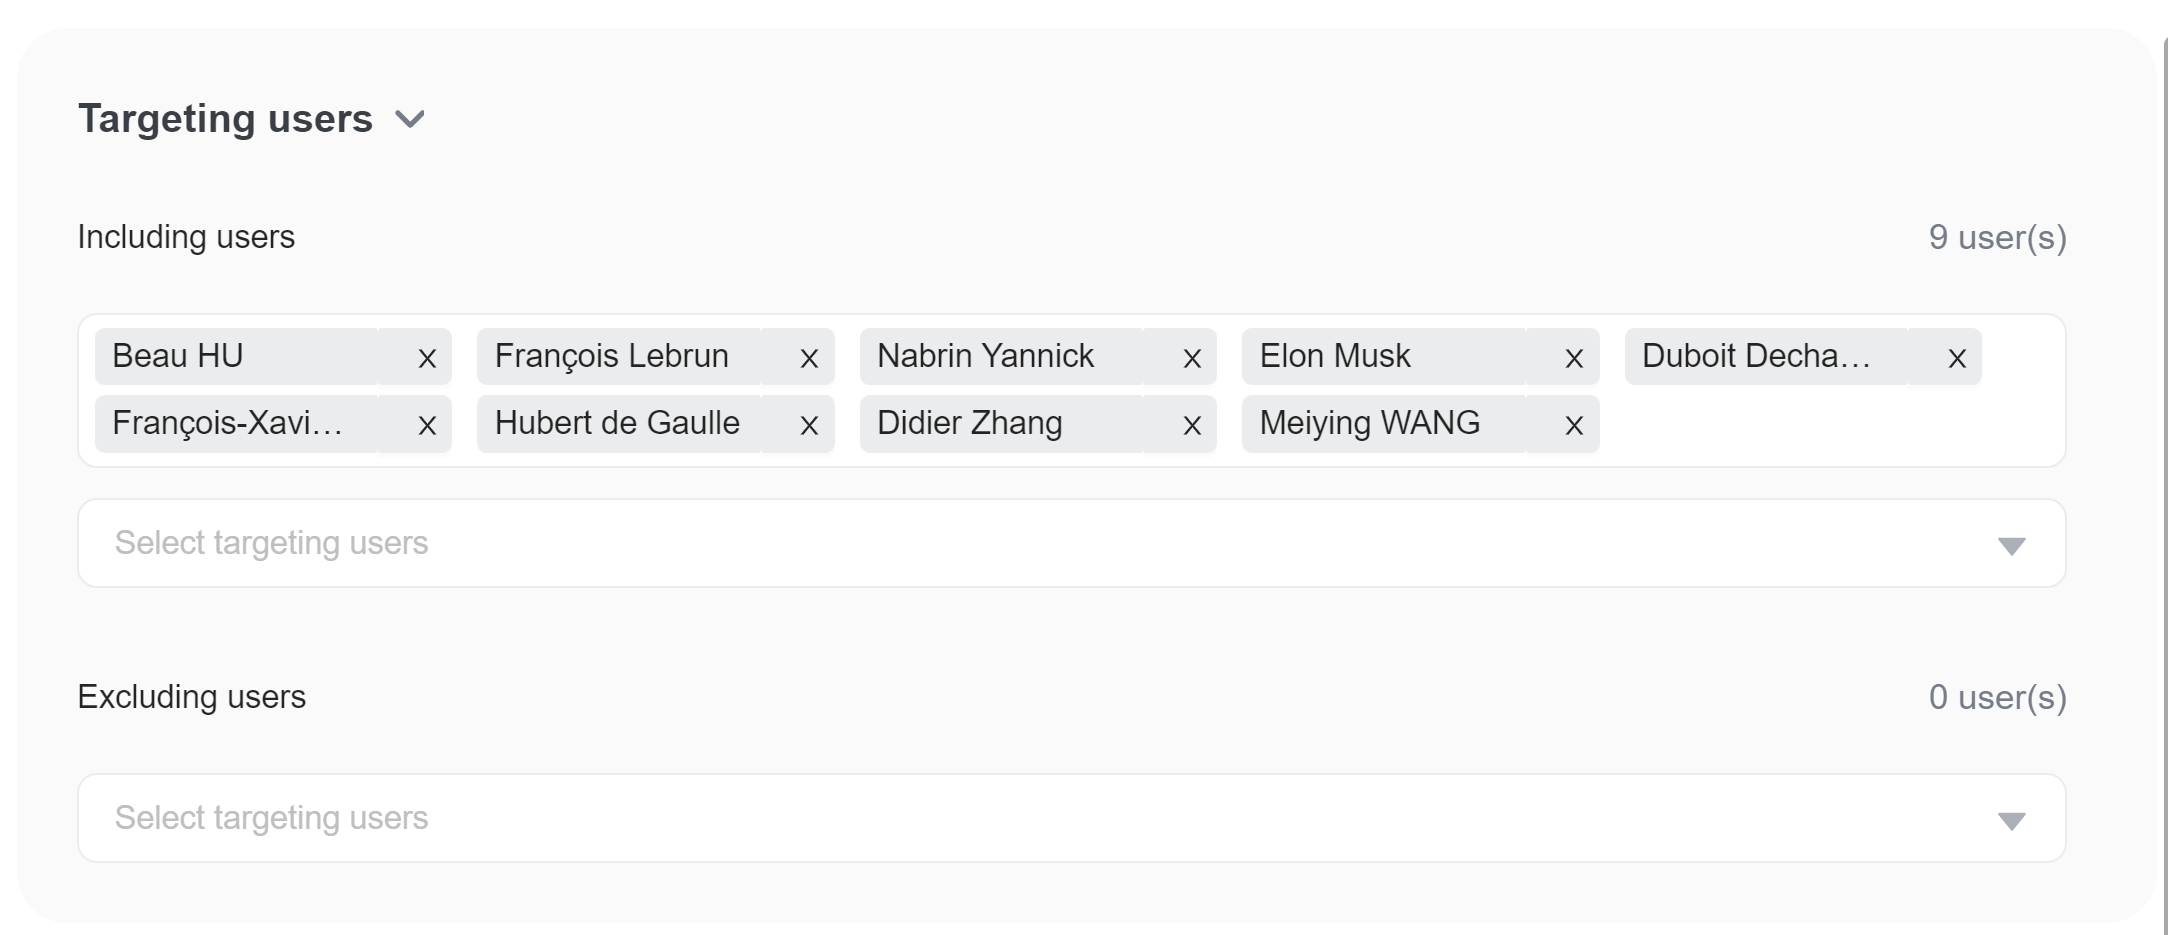 Targeting users
Including users 9 user(s)
Beau HU x François Lebrun x Nabrin Yannick x Elon Musk x Duboit Decha... x
François-Xavi... x Hubert de Gaulle x Didier Zhang x Meiying WANG x
Select targeting users
Excluding users 0 user(s)
Select targeting users